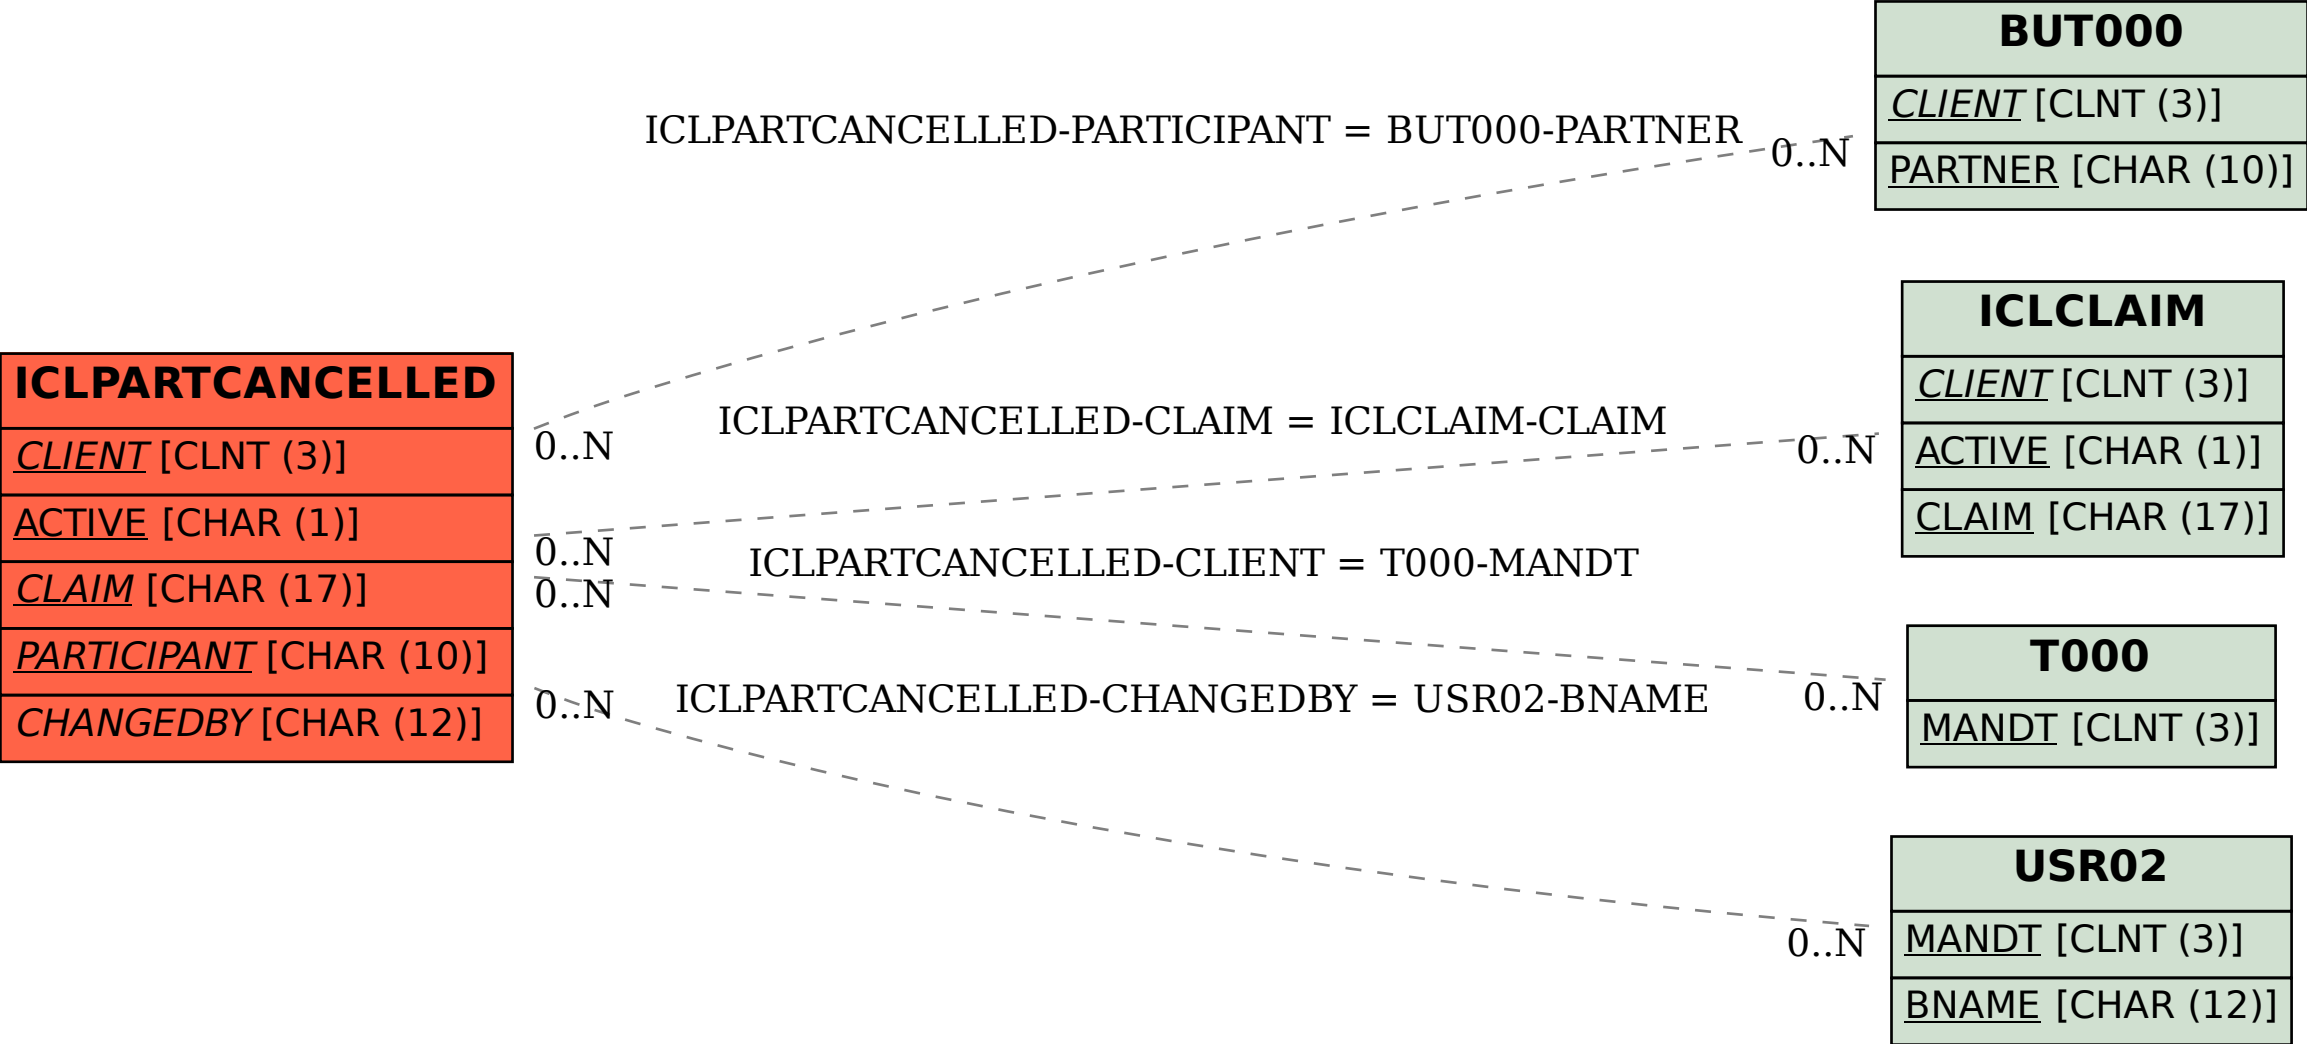 BUT000
CLIENT [CLNT (3)]
PARTNER [CHAR (10)]
ICLPARTCANCELLED-PARTICIPANT = BUT000-PARTNER
0..N
0..N
ICLCLAIM
CLIENT [CLNT (3)]
ACTIVE [CHAR (1)]
CLAIM [CHAR (17)]
ICLPARTCANCELLED-CLAIM = ICLCLAIM-CLAIM
0..N
0..N
ICLPARTCANCELLED
CLIENT [CLNT (3)]
ACTIVE [CHAR (1)]
CLAIM [CHAR (17)]
PARTICIPANT [CHAR (10)]
CHANGEDBY [CHAR (12)]
ICLPARTCANCELLED-CLIENT = T000-MANDT
0..N
0..N
T000
MANDT [CLNT (3)]
ICLPARTCANCELLED-CHANGEDBY = USR02-BNAME
0..N
0..N
USR02
MANDT [CLNT (3)]
BNAME [CHAR (12)]